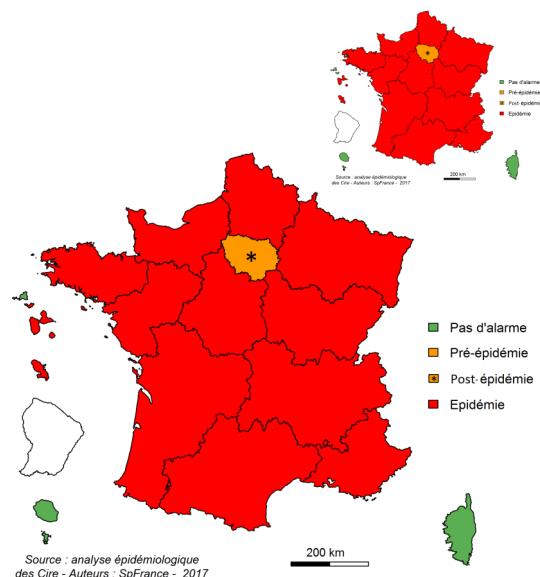 Pas d'alarme
Pré-épidémie
* Post-épidémie
Epidémie
Source : analyse épidémiologique
des Cire - Auteurs : SpFrance - 2017
200 km
*
Pas d'alarme
Pré-épidémie
* Post-épidémie
Epidémie
Source : analyse épidémiologique
des Cire - Auteurs : SpFrance - 2017
200 km